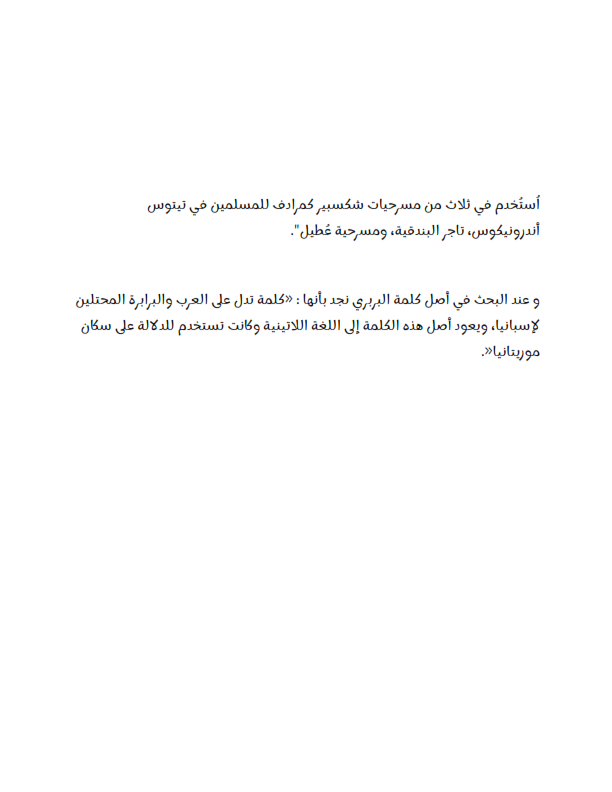 اُستُخدم في ثلاث من مسرحيات شكسبير كمرادف للمسلمين في تيتوس
أندرونيكوس، تاجر البندقية، ومسرحية عُطيل".
و عند البحث في أصل كلمة البربري نجد بأنها : «كلمة تدل على العرب والبرابرة المحتلين
لإسبانيا، ويعود أصل هذه الكلمة إلى اللغة اللاتينية وكانت تستخدم للدلالة على سكان
موريتانيا«.